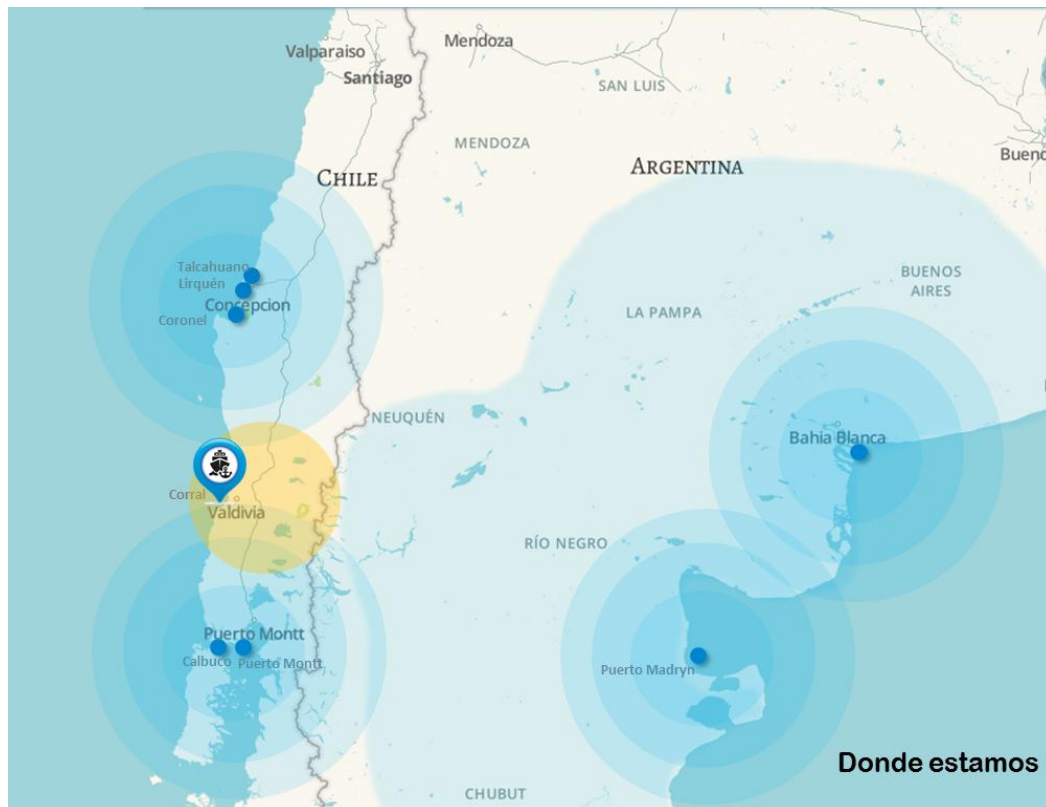 Valparaiso
Mendoza
Santiago
SAN LUIS
MENDOZA
CHILE
ARGENTINA
Buen
Talcahuano
Lirquén
Concepcion
Coronel
BUENOS
AIRES
LA PAMPA
NEUQUÉN
Bahia Blanca
Corral
Valdivia
RÍO NEGRO
Puerto Montt
Calbuco
Puerto Montt
Puerto Madryn
Donde estamos
CHUBUT